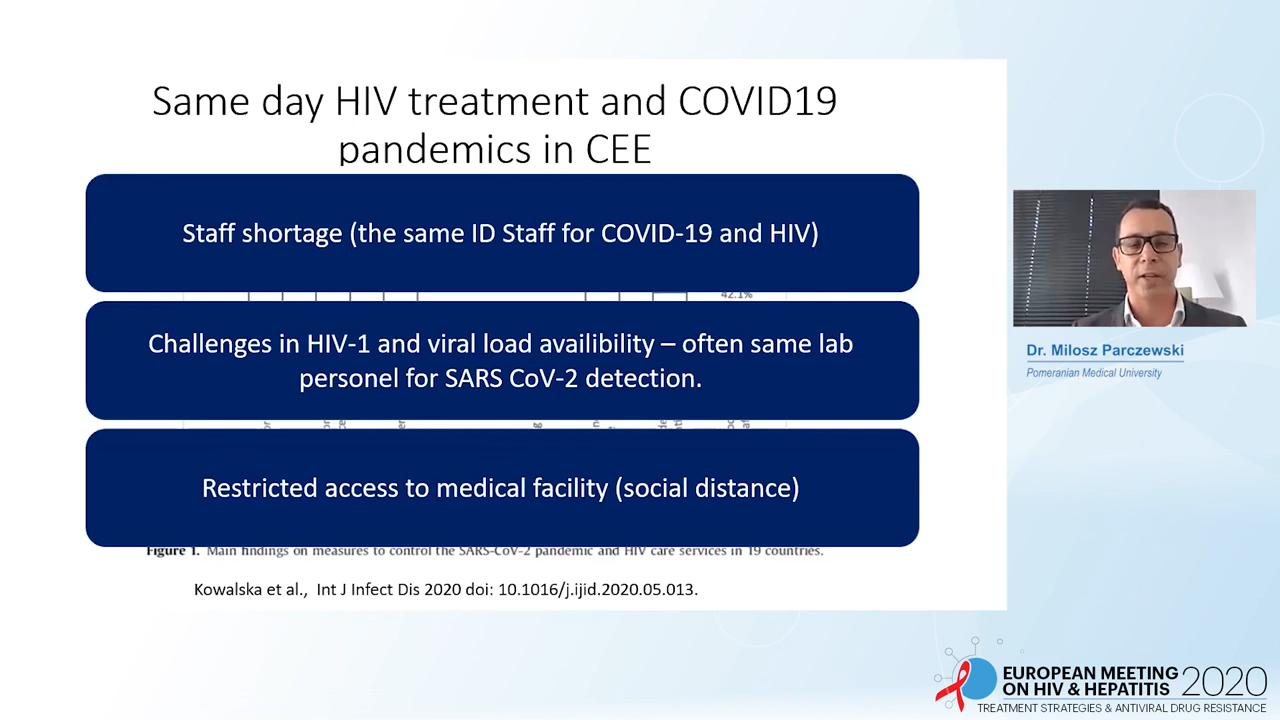 Same day HIV treatment and COVID19
pandemics in CEE
Staff shortage (the same ID Staff for COVID-19 and HIV)
42.1%
Challenges in HIV-1 and viral load availibility – often same lab
personel for SARS CoV-2 detection.
Restricted access to medical facility (social distance)
Figure 1. Main findings on measures to control the SARS-CoV-2 pandemic and HIV care services in 19 countries.
Kowalska et al., Int J Infect Dis 2020 doi: 10.1016/j.ijid.2020.05.013.
Dr. Milosz Parczewski
Pomeranian Medical University
EUROPEAN MEETING
ON HIV & HEPATITIS 2020
TREATMENT STRATEGIES & ANTIVIRAL DRUG RESISTANCE